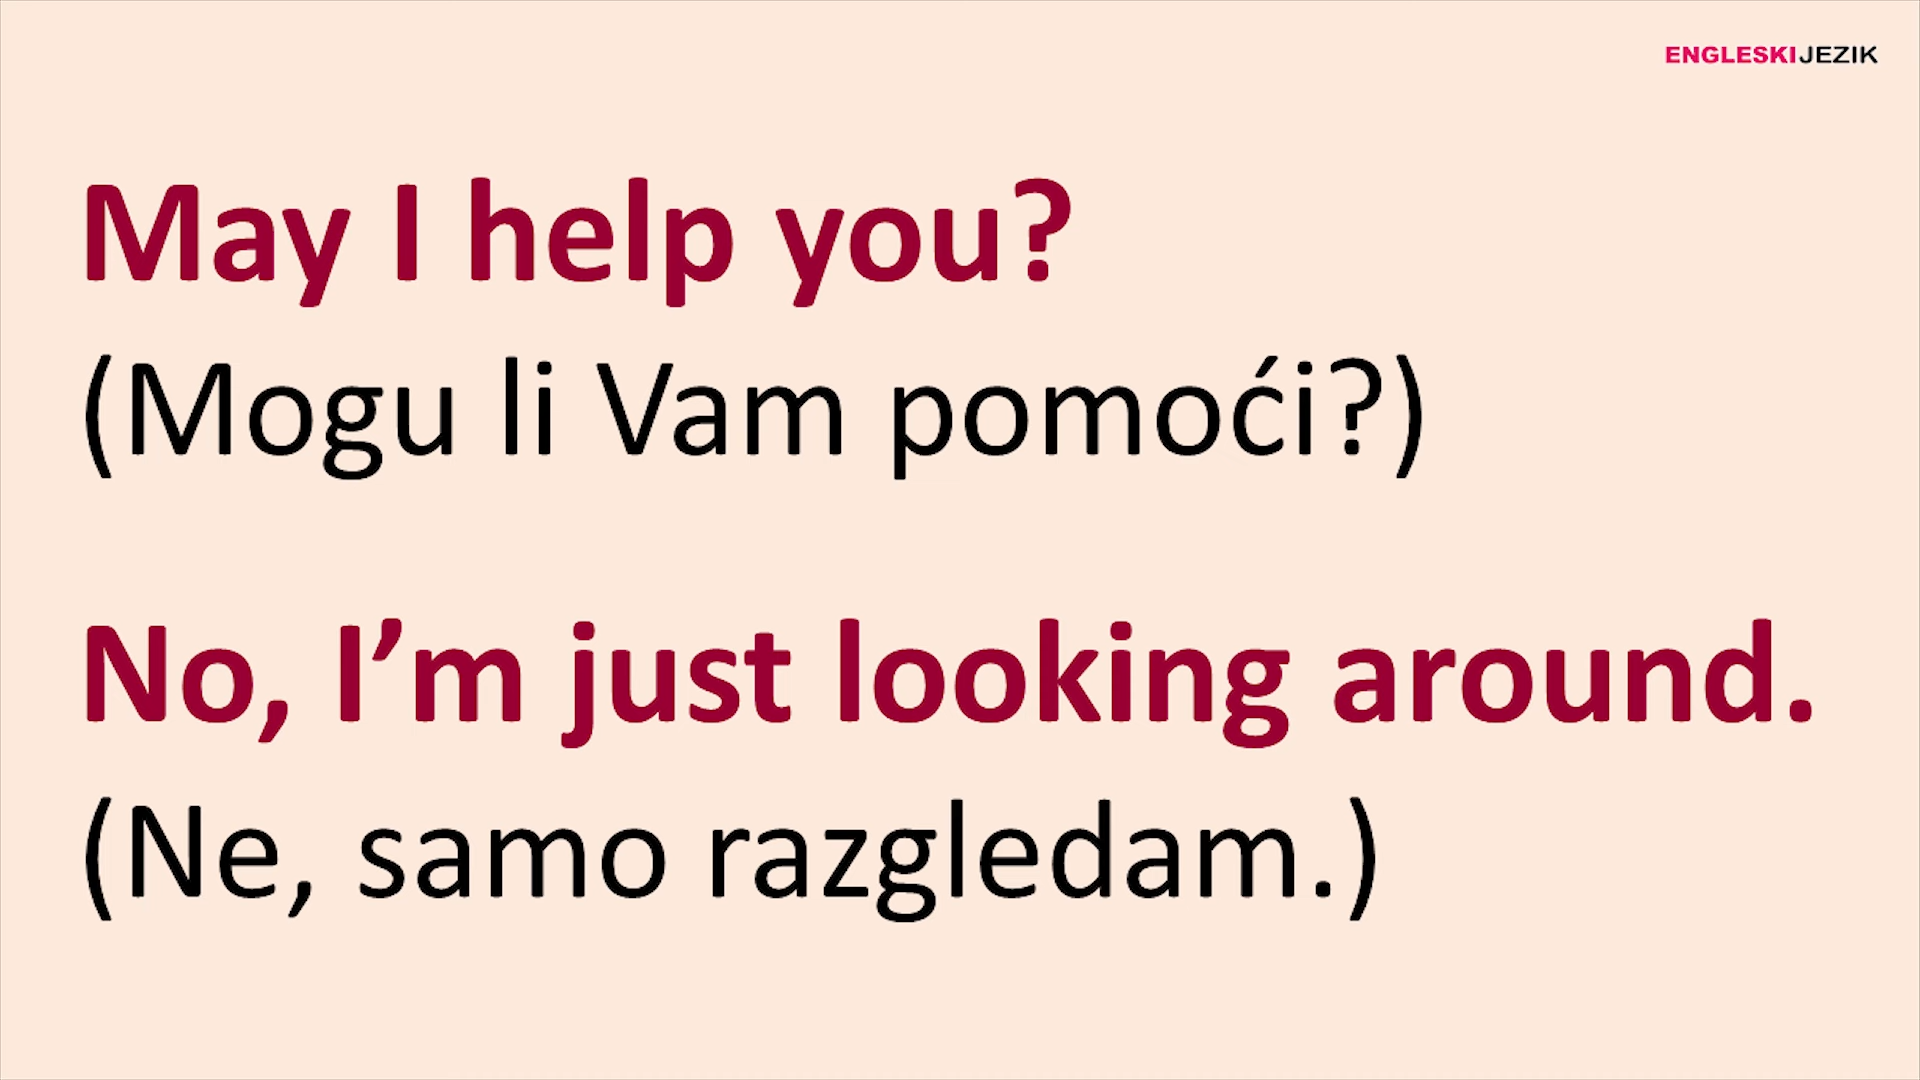 ENGLESKIJEZIK
May I help you?
(Mogu li Vam pomoći?)
No, I’m just looking around.
(Ne, samo razgledam.)